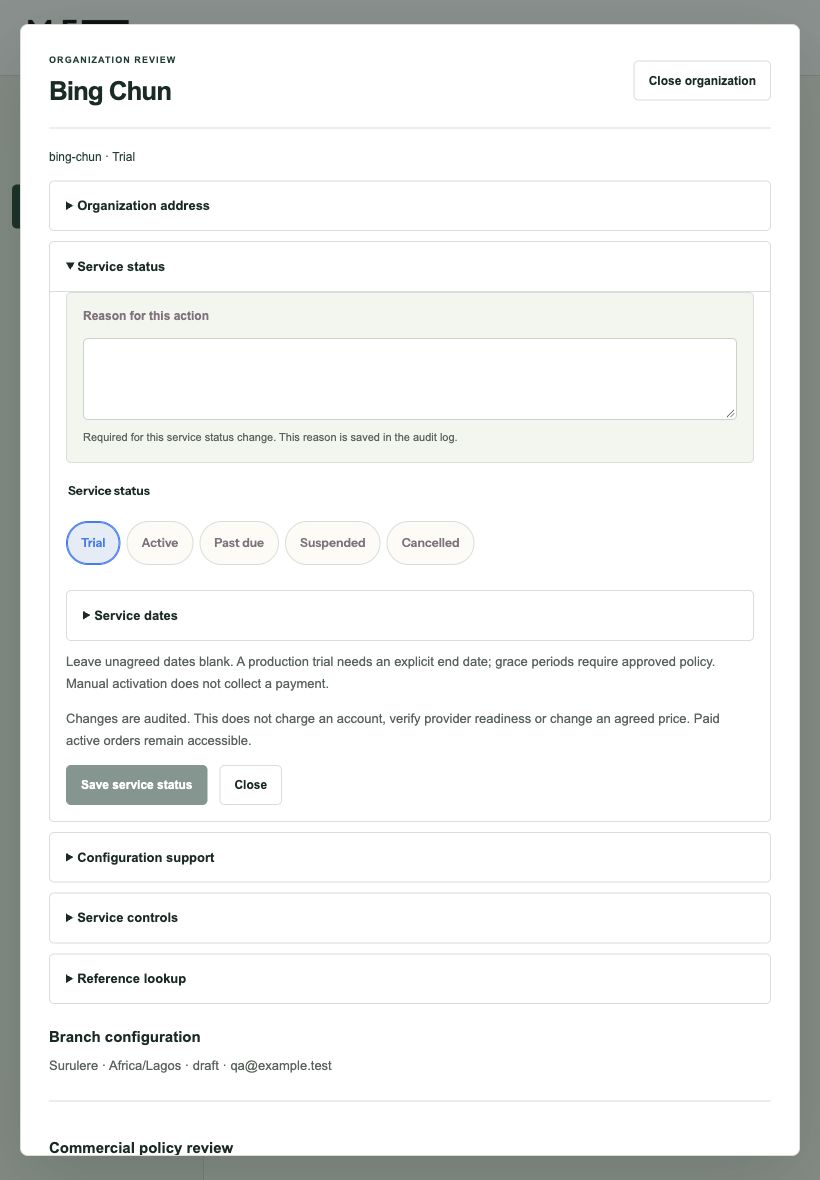 ORGANIZATION REVIEW
Bing Chun
Close organization
bing-chun · Trial
Organization address
Service status
Reason for this action
Required for this service status change. This reason is saved in the audit log.
Service status
Trial
Active
Past due
Suspended
Cancelled
Service dates
Leave unagreed dates blank. A production trial needs an explicit end date; grace periods require approved policy.
Manual activation does not collect a payment.
Changes are audited. This does not charge an account, verify provider readiness or change an agreed price. Paid
active orders remain accessible.
Save service status
Close
Configuration support
Service controls
Reference lookup
Branch configuration
Surulere · Africa/Lagos · draft · qa@example.test
Commercial policy review